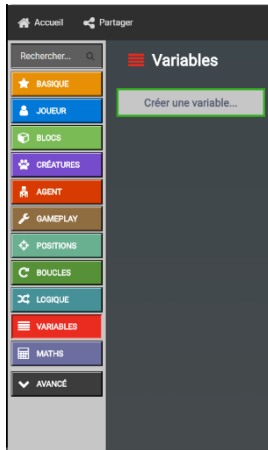 Accueil Partager
Rechercher...
Variables
Créer une variable...
BASIQUE
JOUEUR
BLOCS
CRÉATURES
AGENT
GAMEPLAY
POSITIONS
BOUCLES
LOGIQUE
VARIABLES
MATHS
AVANCÉ